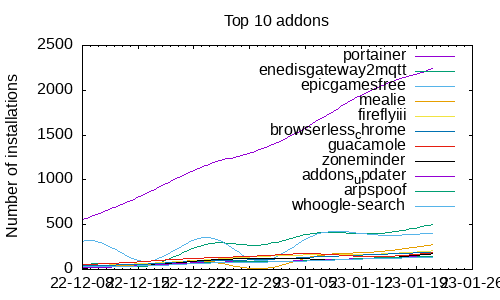 Top 10 addons
Number of installations
2500
2000
1500
1000
500
0
portainer
enedisgateway2mqtt
epicgamesfree
mealie
fireflyiii
browserless_chrome
guacamole
zoneminder
addons_updater
arpspoof
whoogle-search
22-12-08
22-12-15
22-12-22
22-12-29
23-01-05
23-01-12
23-01-19
23-01-26